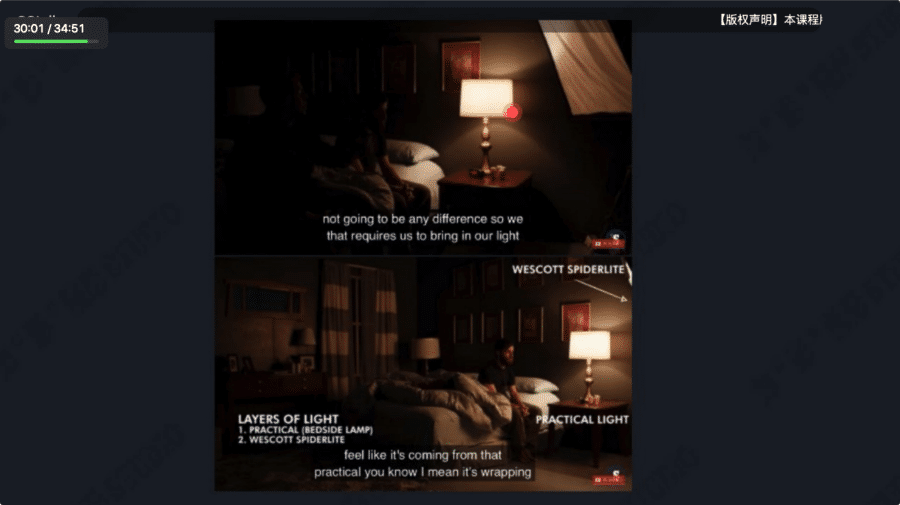 30:01 / 34:51
【版权声明】本课程
not going to be any difference so we
that requires us to bring in our light
WESCOTT SPIDERLITE
LAYERS OF LIGHT
1. PRACTICAL (BEDSIDE LAMP)
2. WESCOTT SPIDERLITE
PRACTICAL LIGHT
feel like it's coming from that
practical you know I mean it's wrapping